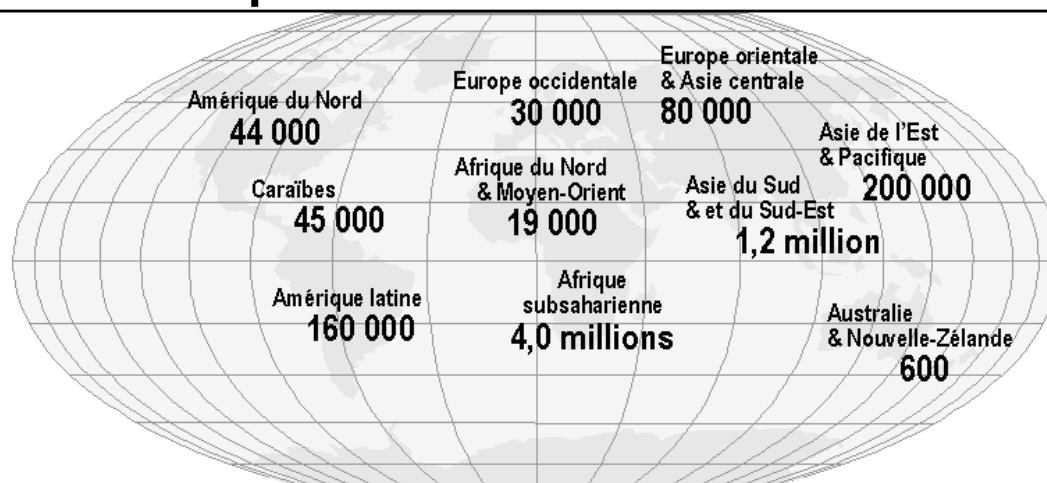 Amérique du Nord
44 000
Europe occidentale
30 000
Europe orientale
& Asie centrale
80 000
Caraïbes
45 000
Afrique du Nord
& Moyen-Orient
19 000
Asie de l'Est
& Pacifique
200 000
Asie du Sud
& et du Sud-Est
1,2 million
Amérique latine
160 000
Afrique
subsaharienne
4,0 millions
Australie
& Nouvelle-Zélande
600